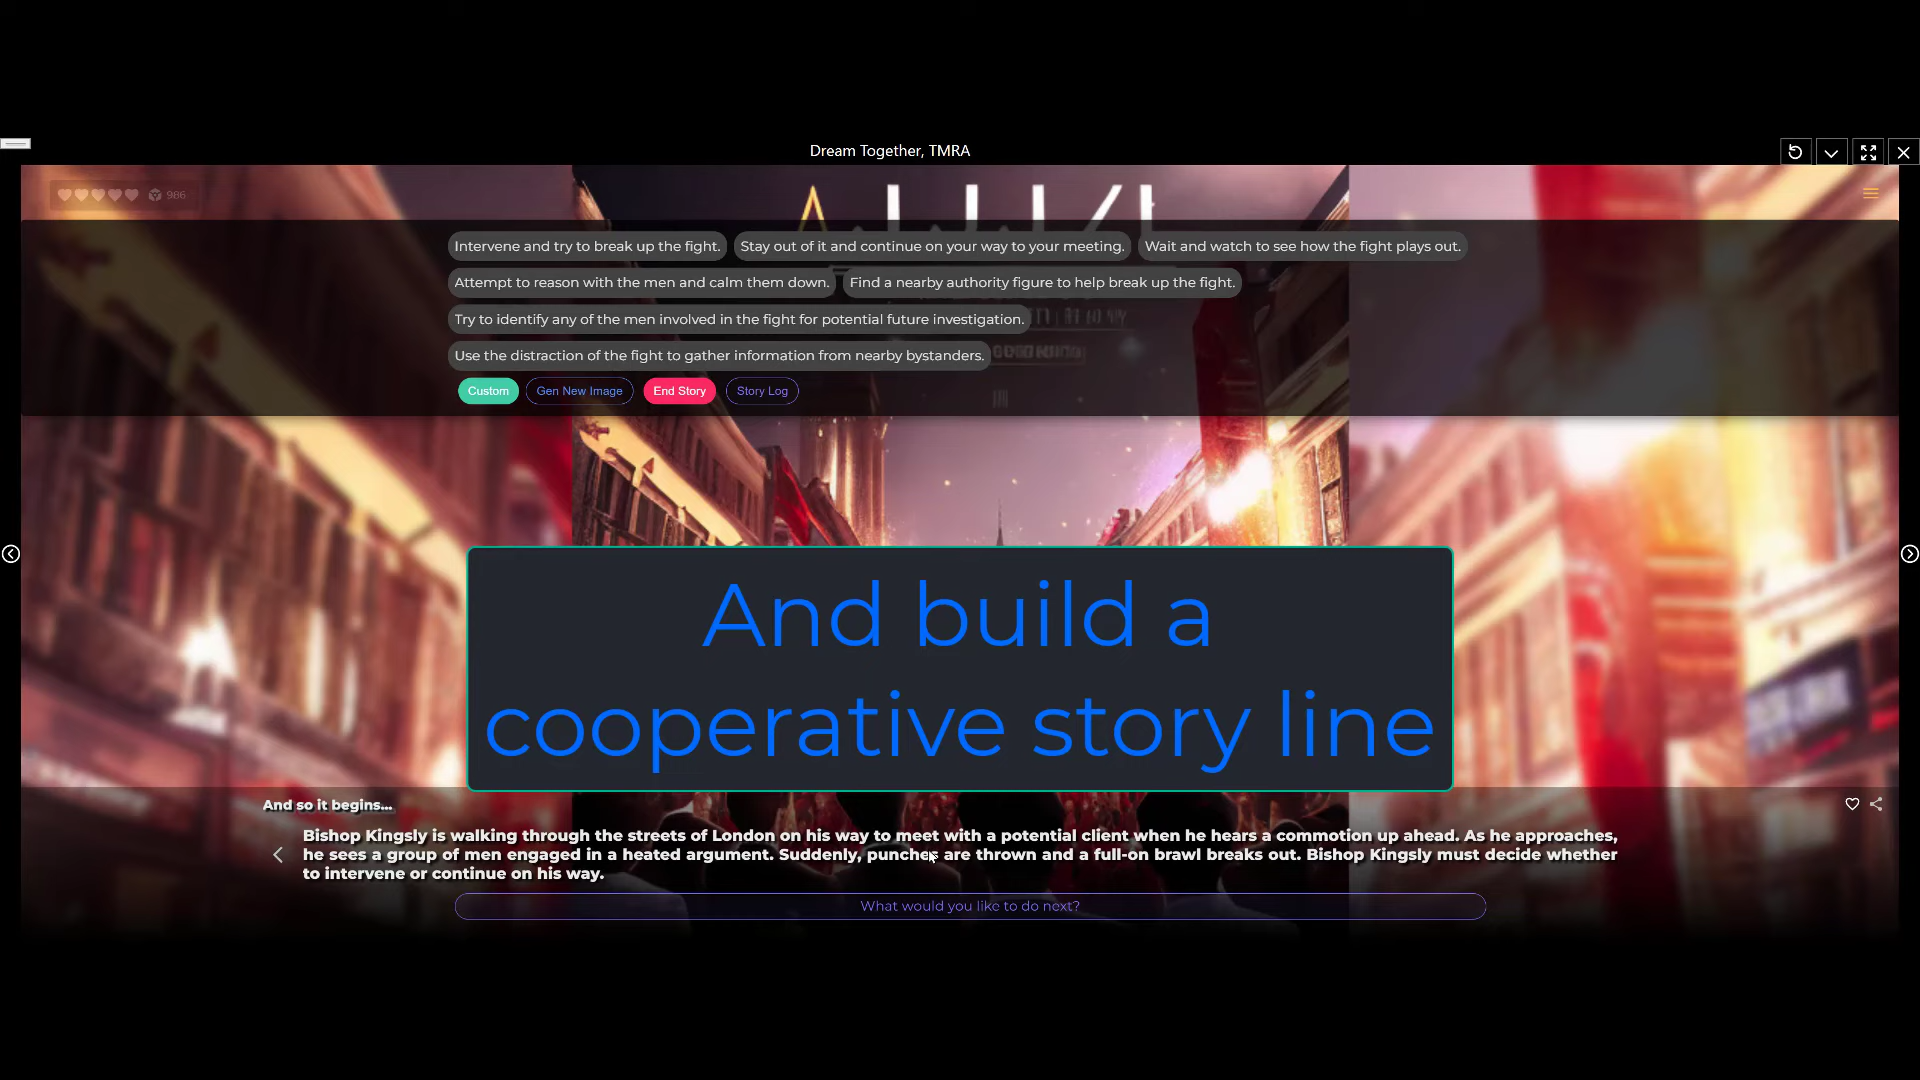 Dream Together, TMRA
986
Intervene and try to break up the fight. Stay out of it and continue on your way to your meeting. Wait and watch to see how the fight plays out.
Attempt to reason with the men and calm them down. Find a nearby authority figure to help break up the fight.
Try to identify any of the men involved in the fight for potential future investigation.
Use the distraction of the fight to gather information from nearby bystanders.
Custom Gen New Image End Story Story Log
And build a
cooperative story line
And so it begins...
Bishop Kingsly is walking through the streets of London on his way to meet with a potential client when he hears a commotion up ahead. As he approaches,
he sees a group of men engaged in a heated argument. Suddenly, punches are thrown and a full-on brawl breaks out. Bishop Kingsly must decide whether
to intervene or continue on his way.
What would you like to do next?